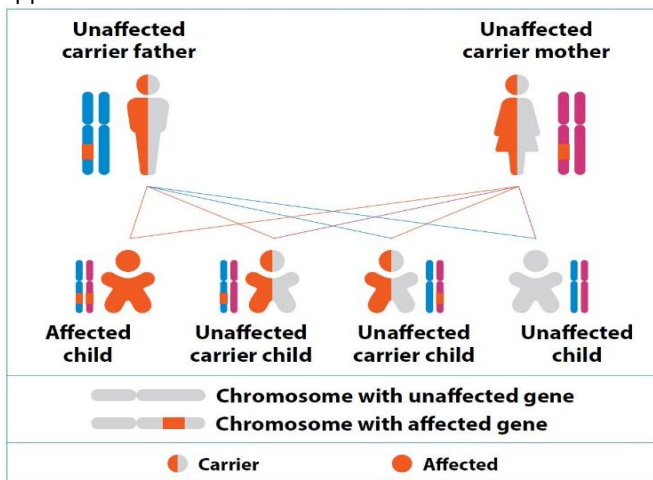 Unaffected
carrier father
Unaffected
carrier mother
Affected
child
Unaffected
carrier child
Unaffected
carrier child
Unaffected
child
Chromosome with unaffected gene
Chromosome with affected gene
Carrier
Affected